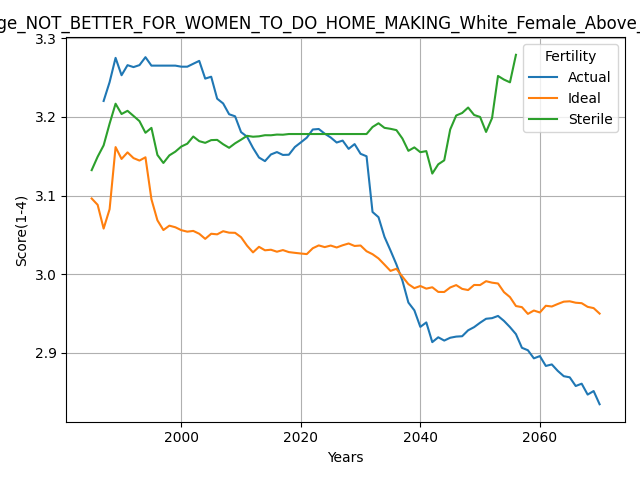 ge_NOT_BETTER_FOR_WOMEN_TO_DO_HOME_MAKING_White_Female_Above_
3.3
3.2
3.1
3.0
2.9
Score(1-4)
Fertility
Actual
Ideal
Sterile
2000
2020
2040
2060
Years